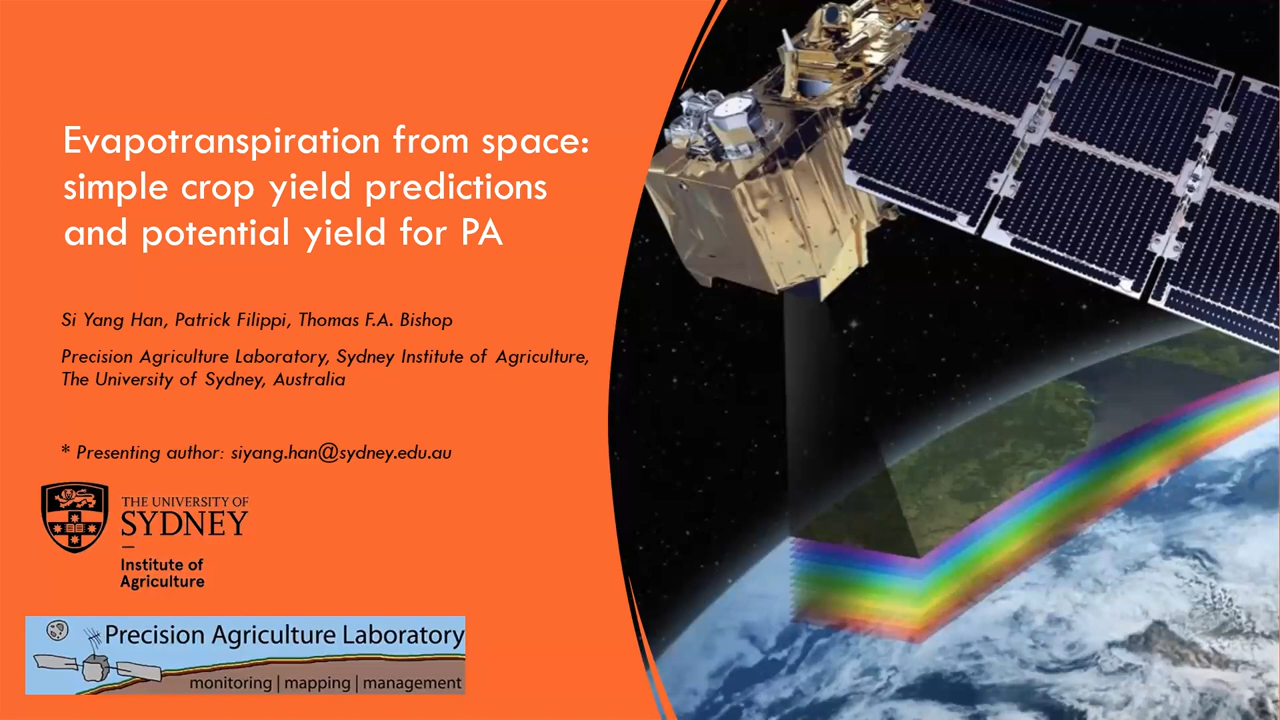 Evapotranspiration from space:
simple crop yield predictions
and potential yield for PA
Si Yang Han, Patrick Filippi, Thomas F.A. Bishop
Precision Agriculture Laboratory, Sydney Institute of Agriculture,
The University of Sydney, Australia
* Presenting author: siyang.han@sydney.edu.au
THE UNIVERSITY OF
SYDNEY
Institute of
Agriculture
Precision Agriculture Laboratory
monitoring | mapping | management